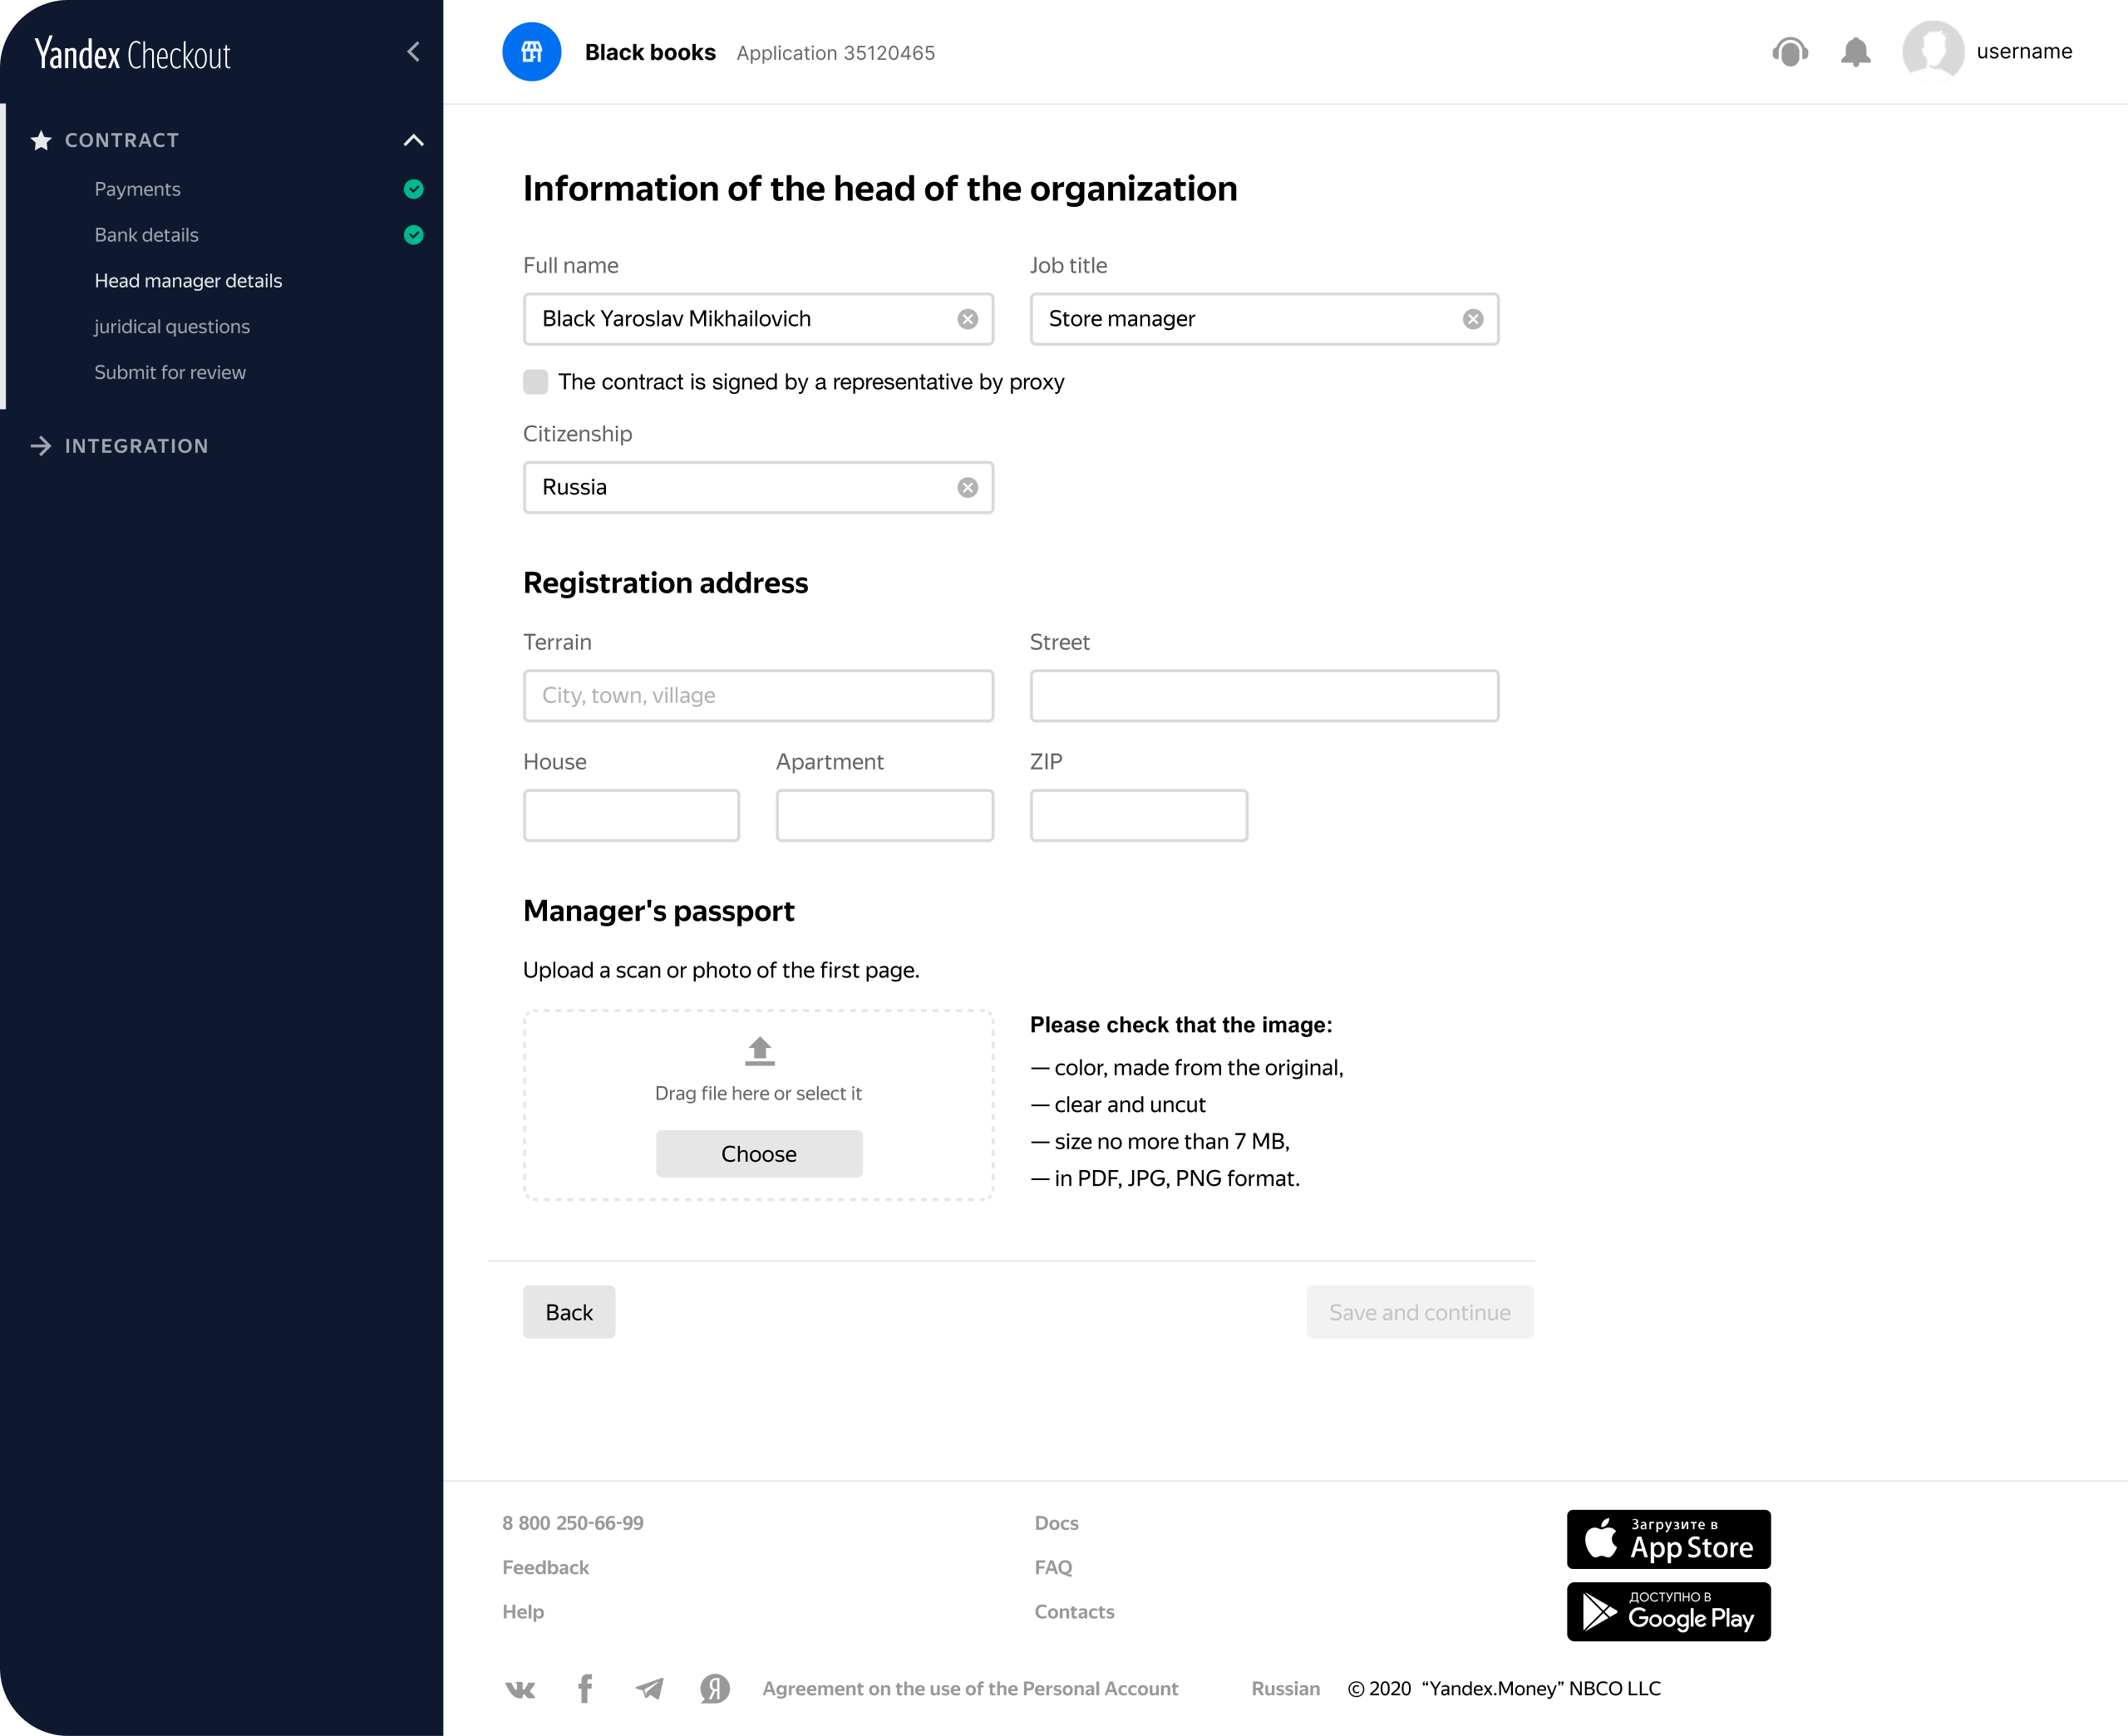 Yandex Checkout
CONTRACT
Payments
Bank details
Head manager details
juridical questions
Submit for review
INTEGRATION
Black books Application 35120465
username
Information of the head of the organization
Full name Job title
Black Yaroslav Mikhailovich Store manager
The contract is signed by a representative by proxy
Citizenship
Russia
Registration address
Terrain Street
City, town, village
House Apartment ZIP
Manager's passport
Upload a scan or photo of the first page.
Drag file here or select it
Choose
Please check that the image:
— color, made from the original,
— clear and uncut
— size no more than 7 MB,
— in PDF, JPG, PNG format.
Back Save and continue
8 800 250-66-99
Feedback
Help
Docs
FAQ
Contacts
Загрузите в
App Store
ДОСТУПНО В
Google Play
Agreement on the use of the Personal Account Russian © 2020 “Yandex.Money” NBCO LLC